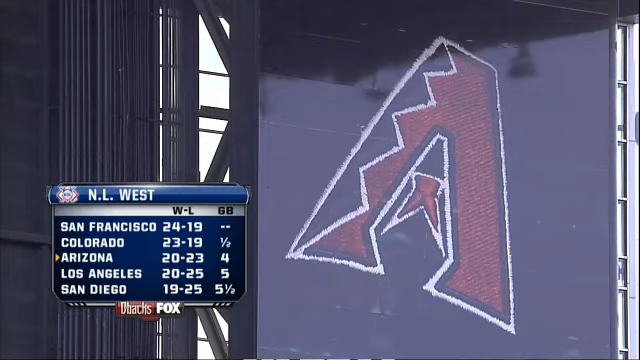 N.L. WEST
W-L GB
SAN FRANCISCO 24-19 --
COLORADO 23-19 ½
ARIZONA 20-23 4
LOS ANGELES 20-25 5
SAN DIEGO 19-25 5½
Dbacks FOX